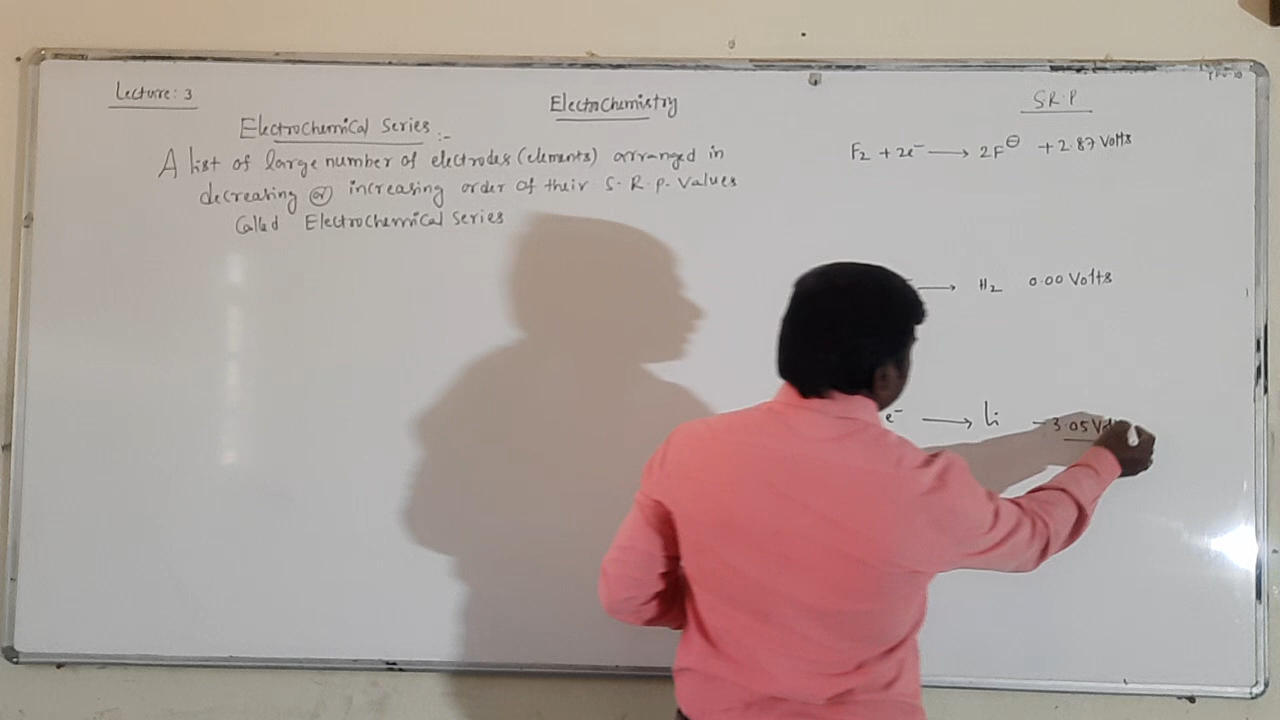 Lecture: 3
Electrochemistry
S.R.P
Electrochemical Series :-
A list of large number of electrodes (elements) arranged in
decreasing or increasing order of their S.R.P. Values
Called Electrochemical Series
F₂ + 2e⁻ → 2F⊖ +2.87 Volts
→ H₂ 0.00 Volts
e⁻ → Li -3.05